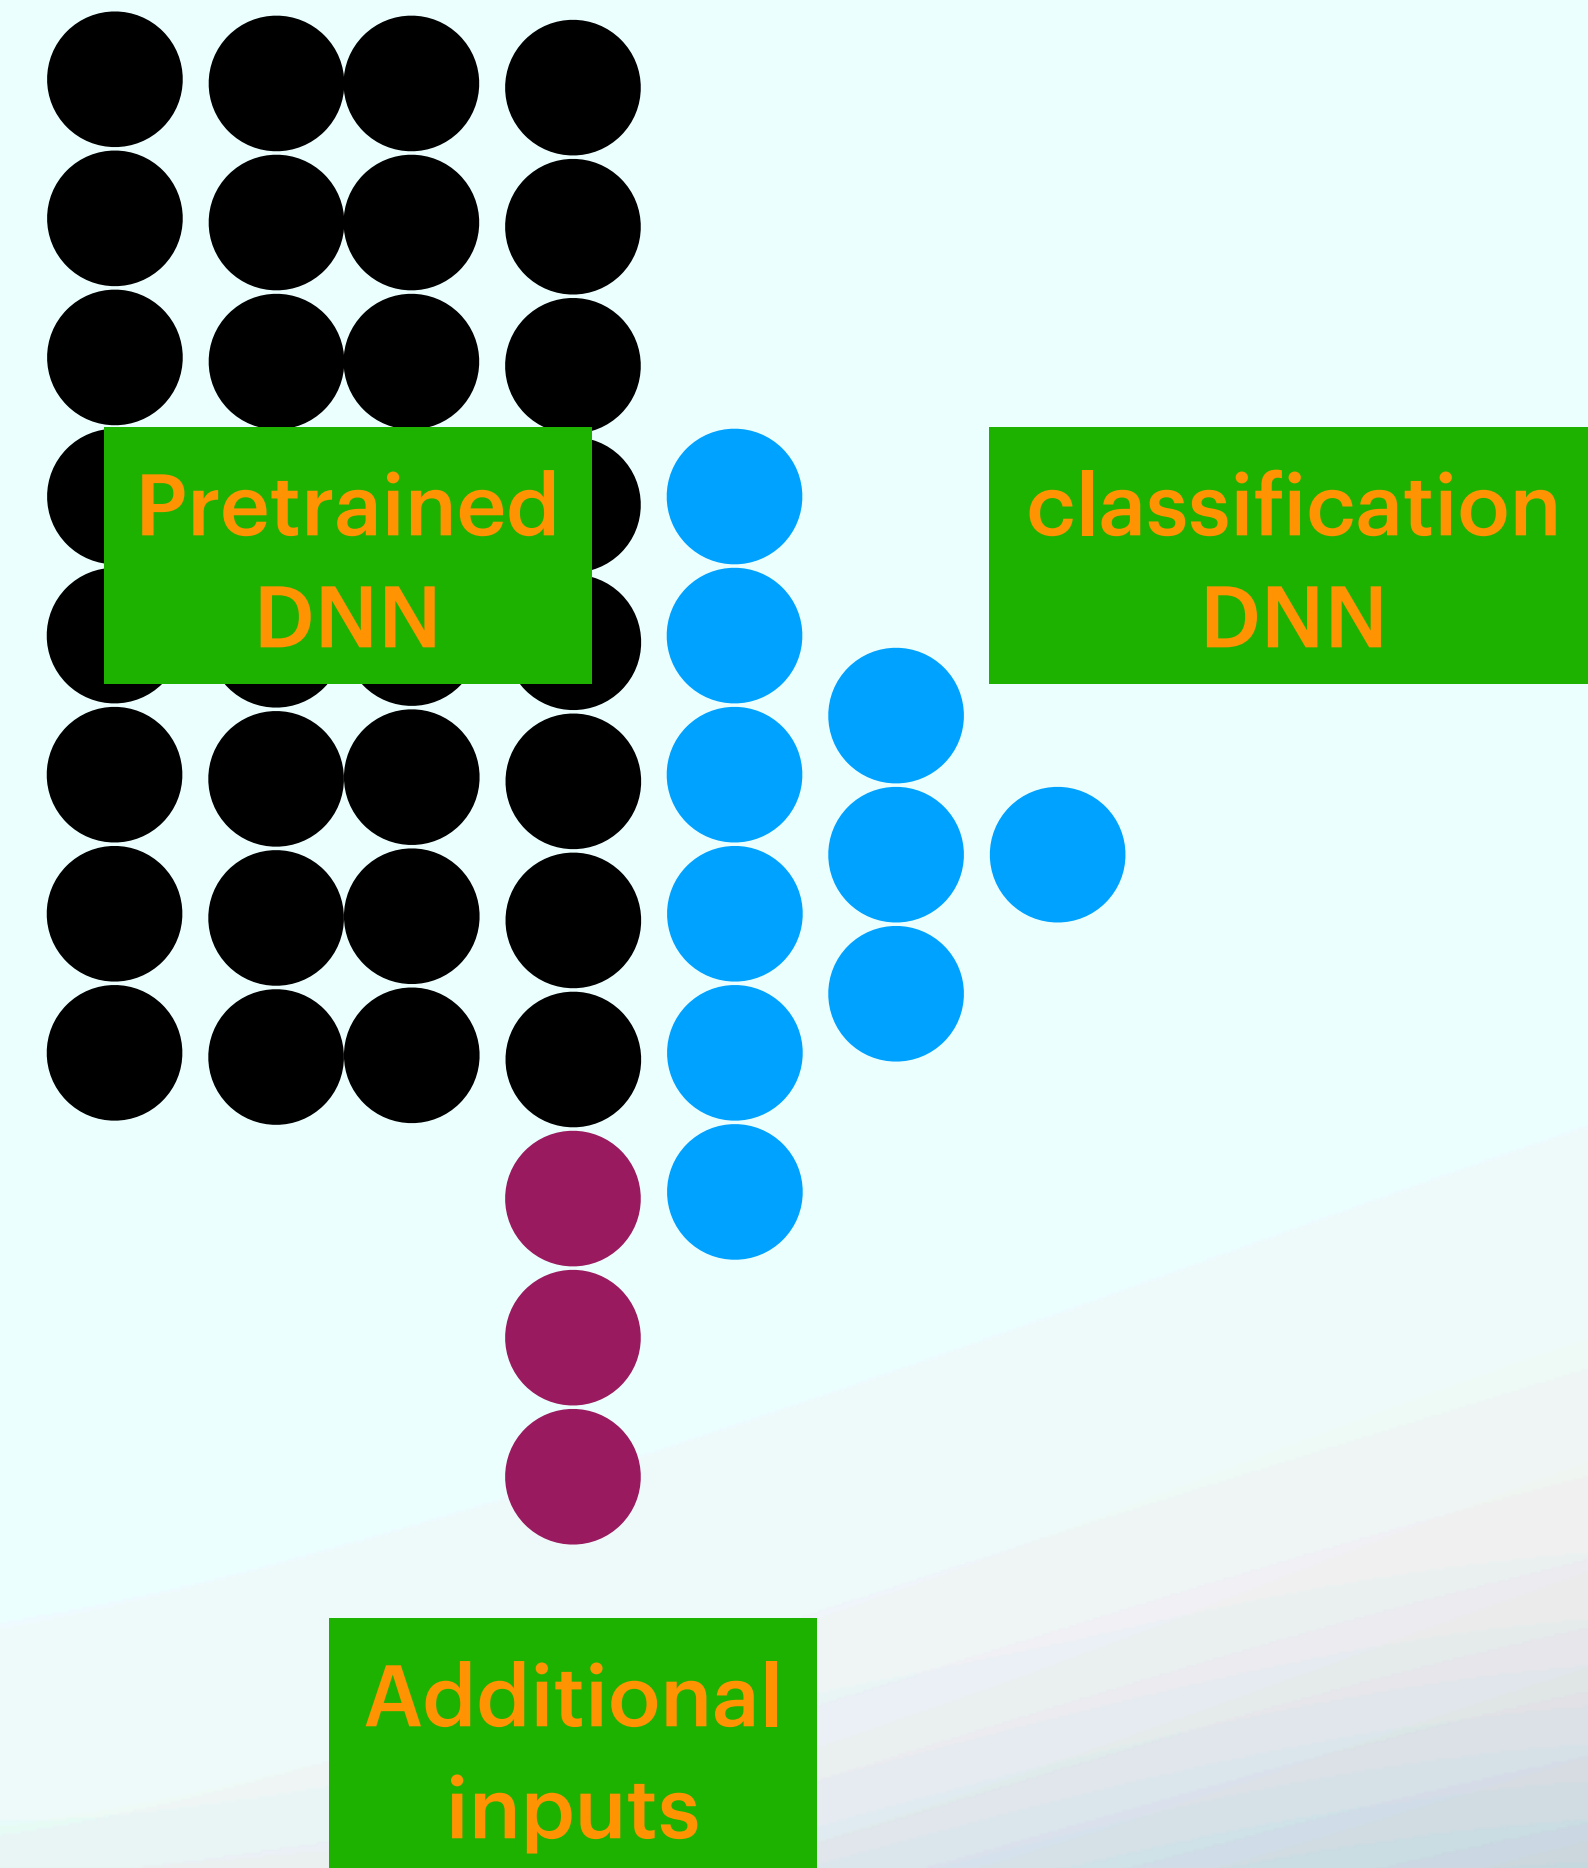 Pretrained
DNN
classification
DNN
Additional
inputs